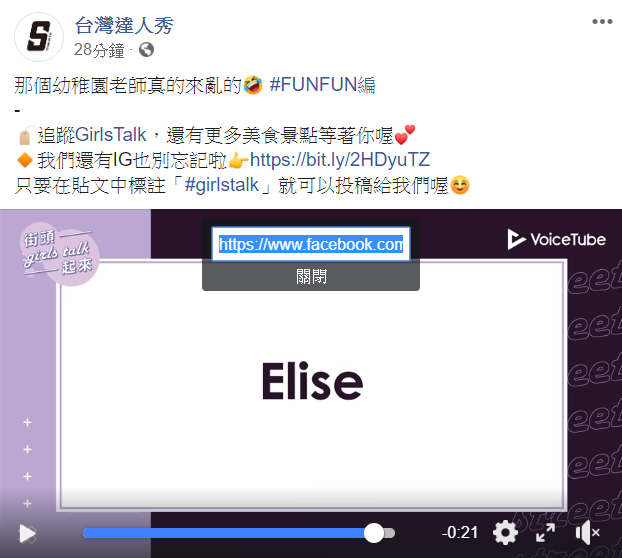 台灣達人秀
28分鐘 ·
那個幼稚園老師真的來亂的🤣 #FUNFUN編
-
追蹤GirlsTalk，還有更多美食景點等著你喔💕
🔸我們還有IG也別忘記啦👉https://bit.ly/2HDyuTZ
只要在貼文中標註「#girlstalk」就可以投稿給我們喔☺️
街頭
girls talk
起來
https://www.facebook.com
關閉
VoiceTube
Elise
-0:21